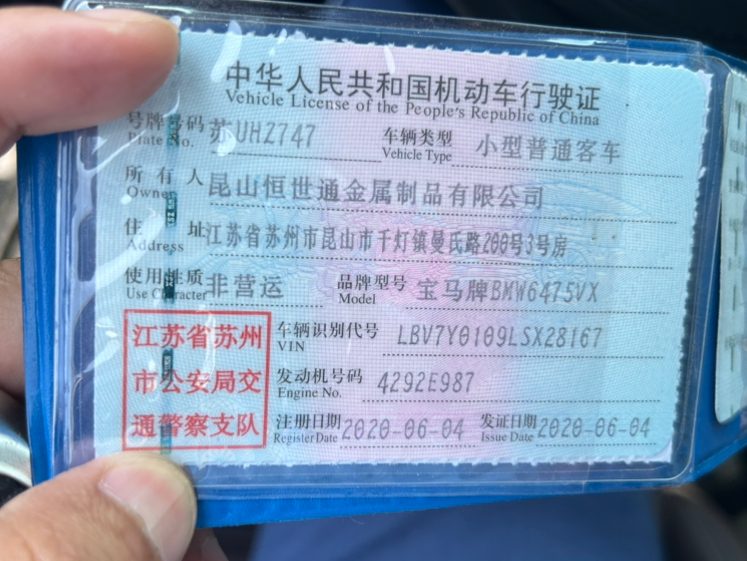 中华人民共和国机动车行驶证
Vehicle License of the People's Republic of China
号牌号码 苏UHZ747 车辆类型 小型普通客车
Plate No. Vehicle Type
所有人 昆山恒世通金属制品有限公司
Owner
住址 江苏省苏州市昆山市千灯镇曼氏路200号3号房
Address
使用性质 非营运 品牌型号 宝马牌BMW6475VX
Use Character Model
江苏省苏州
市公安局交
通警察支队
车辆识别代号 LBV7Y0109LSX28167
VIN
发动机号码 4292E987
Engine No.
注册日期 2020-06-04 发证日期 2020-06-04
Register Date Issue Date